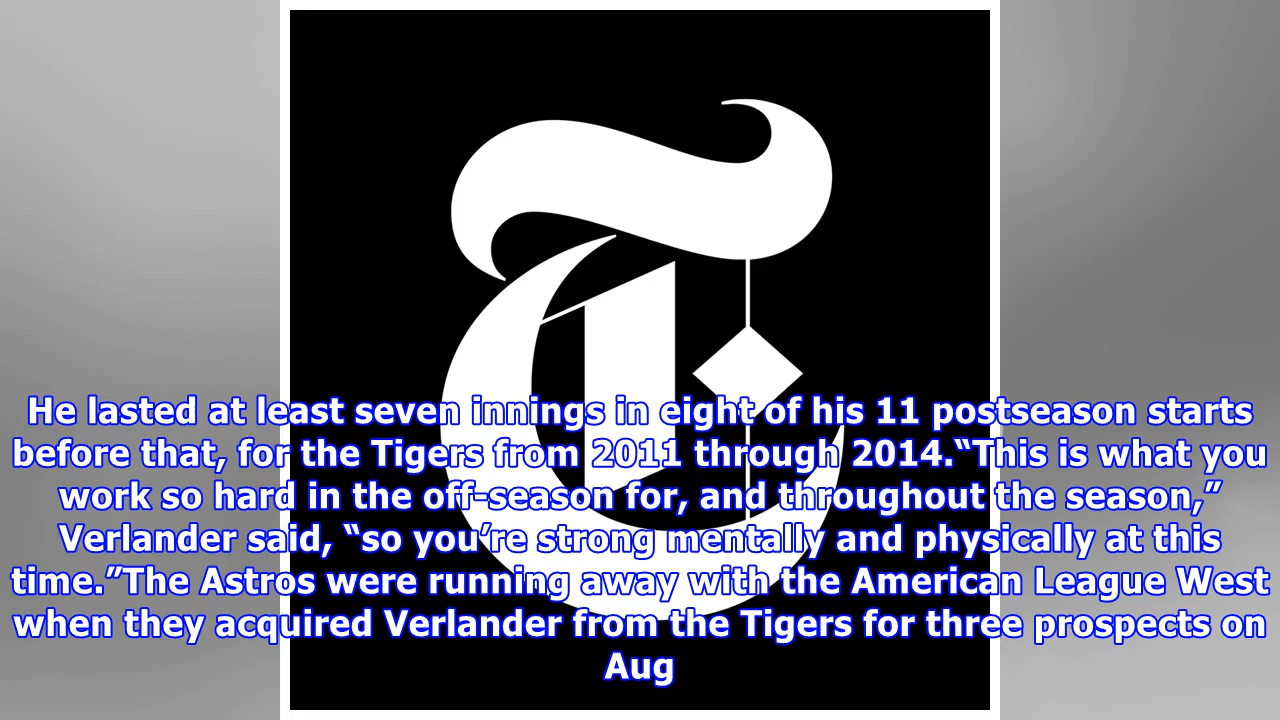 He lasted at least seven innings in eight of his 11 postseason starts
before that, for the Tigers from 2011 through 2014.“This is what you
work so hard in the off-season for, and throughout the season,”
Verlander said, “so you’re strong mentally and physically at this
time.”The Astros were running away with the American League West
when they acquired Verlander from the Tigers for three prospects on
Aug